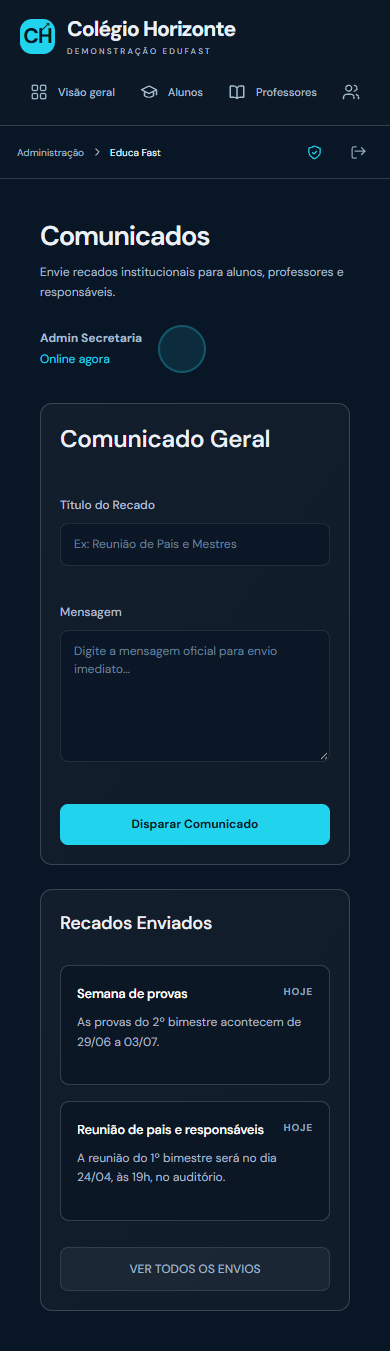 CH
Colégio Horizonte
DEMONSTRAÇÃO EDUFAST
Visão geral
Alunos
Professores
Administração
Educa Fast
Comunicados
Envie recados institucionais para alunos, professores e
responsáveis.
Admin Secretaria
Online agora
Comunicado Geral
Título do Recado
Ex: Reunião de Pais e Mestres
Mensagem
Digite a mensagem oficial para envio
imediato...
Disparar Comunicado
Recados Enviados
Semana de provas
HOJE
As provas do 2º bimestre acontecem de
29/06 a 03/07.
Reunião de pais e responsáveis
HOJE
A reunião do 1º bimestre será no dia
24/04, às 19h, no auditório.
VER TODOS OS ENVIOS